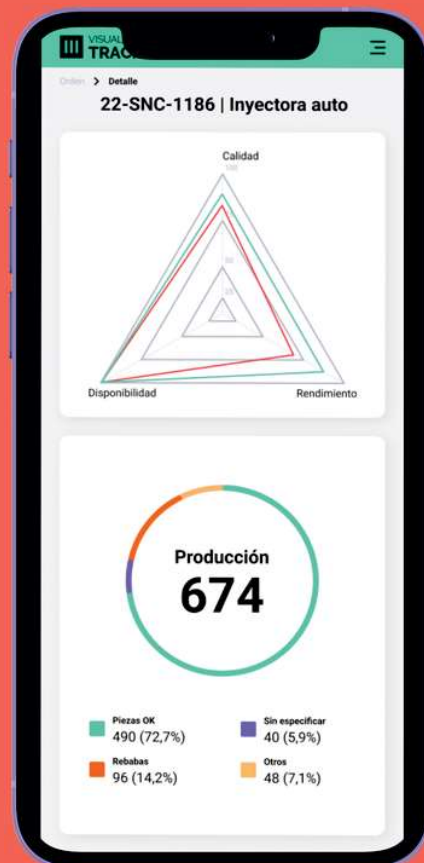 VISUAL
TRAC
Orden > Detalle
22-SNC-1186 | Inyectora auto
Calidad
100
Disponibilidad
Rendimiento
Producción
674
Piezas OK
490 (72,7%)
Sin especificar
40 (5,9%)
Rebabas
96 (14,2%)
Otros
48 (7,1%)